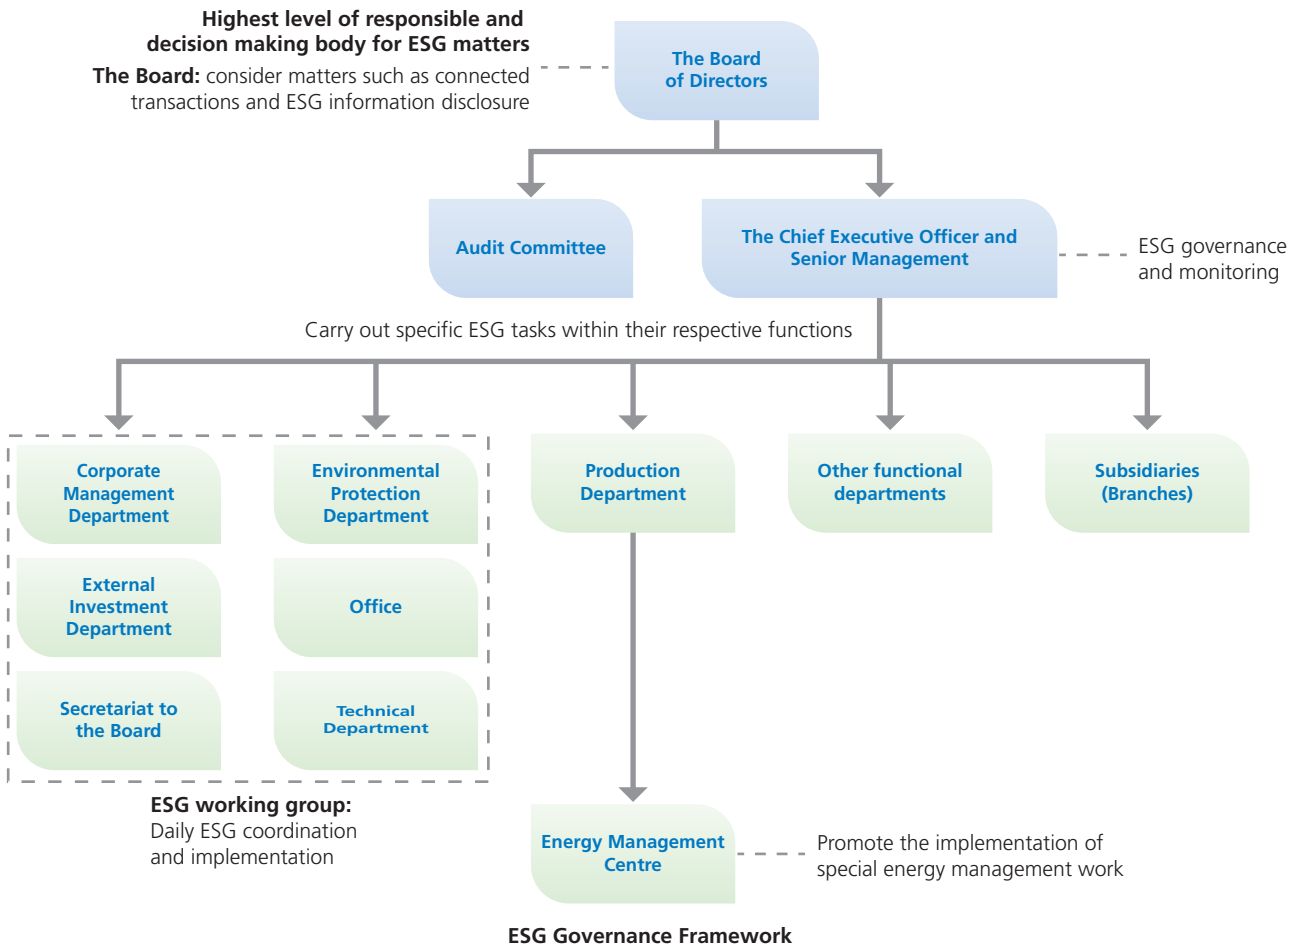 Highest level of responsible and
decision making body for ESG matters
The Board: consider matters such as connected
transactions and ESG information disclosure
The Board
of Directors
Audit Committee
The Chief Executive Officer and
Senior Management
ESG governance
and monitoring
Carry out specific ESG tasks within their respective functions
Corporate
Management
Department
Environmental
Protection
Department
Production
Department
Other functional
departments
Subsidiaries
(Branches)
External
Investment
Department
Office
Secretariat to
the Board
Technical
Department
ESG working group:
Daily ESG coordination
and implementation
Energy Management
Centre
Promote the implementation of
special energy management work
ESG Governance Framework